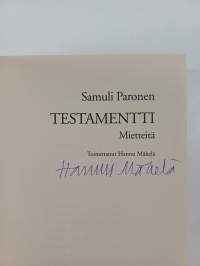 Samuli Paronen
TESTAMENTTI
Mietteitä
Toimittanut Hannu Mäkelä
Hannu Mäkelä